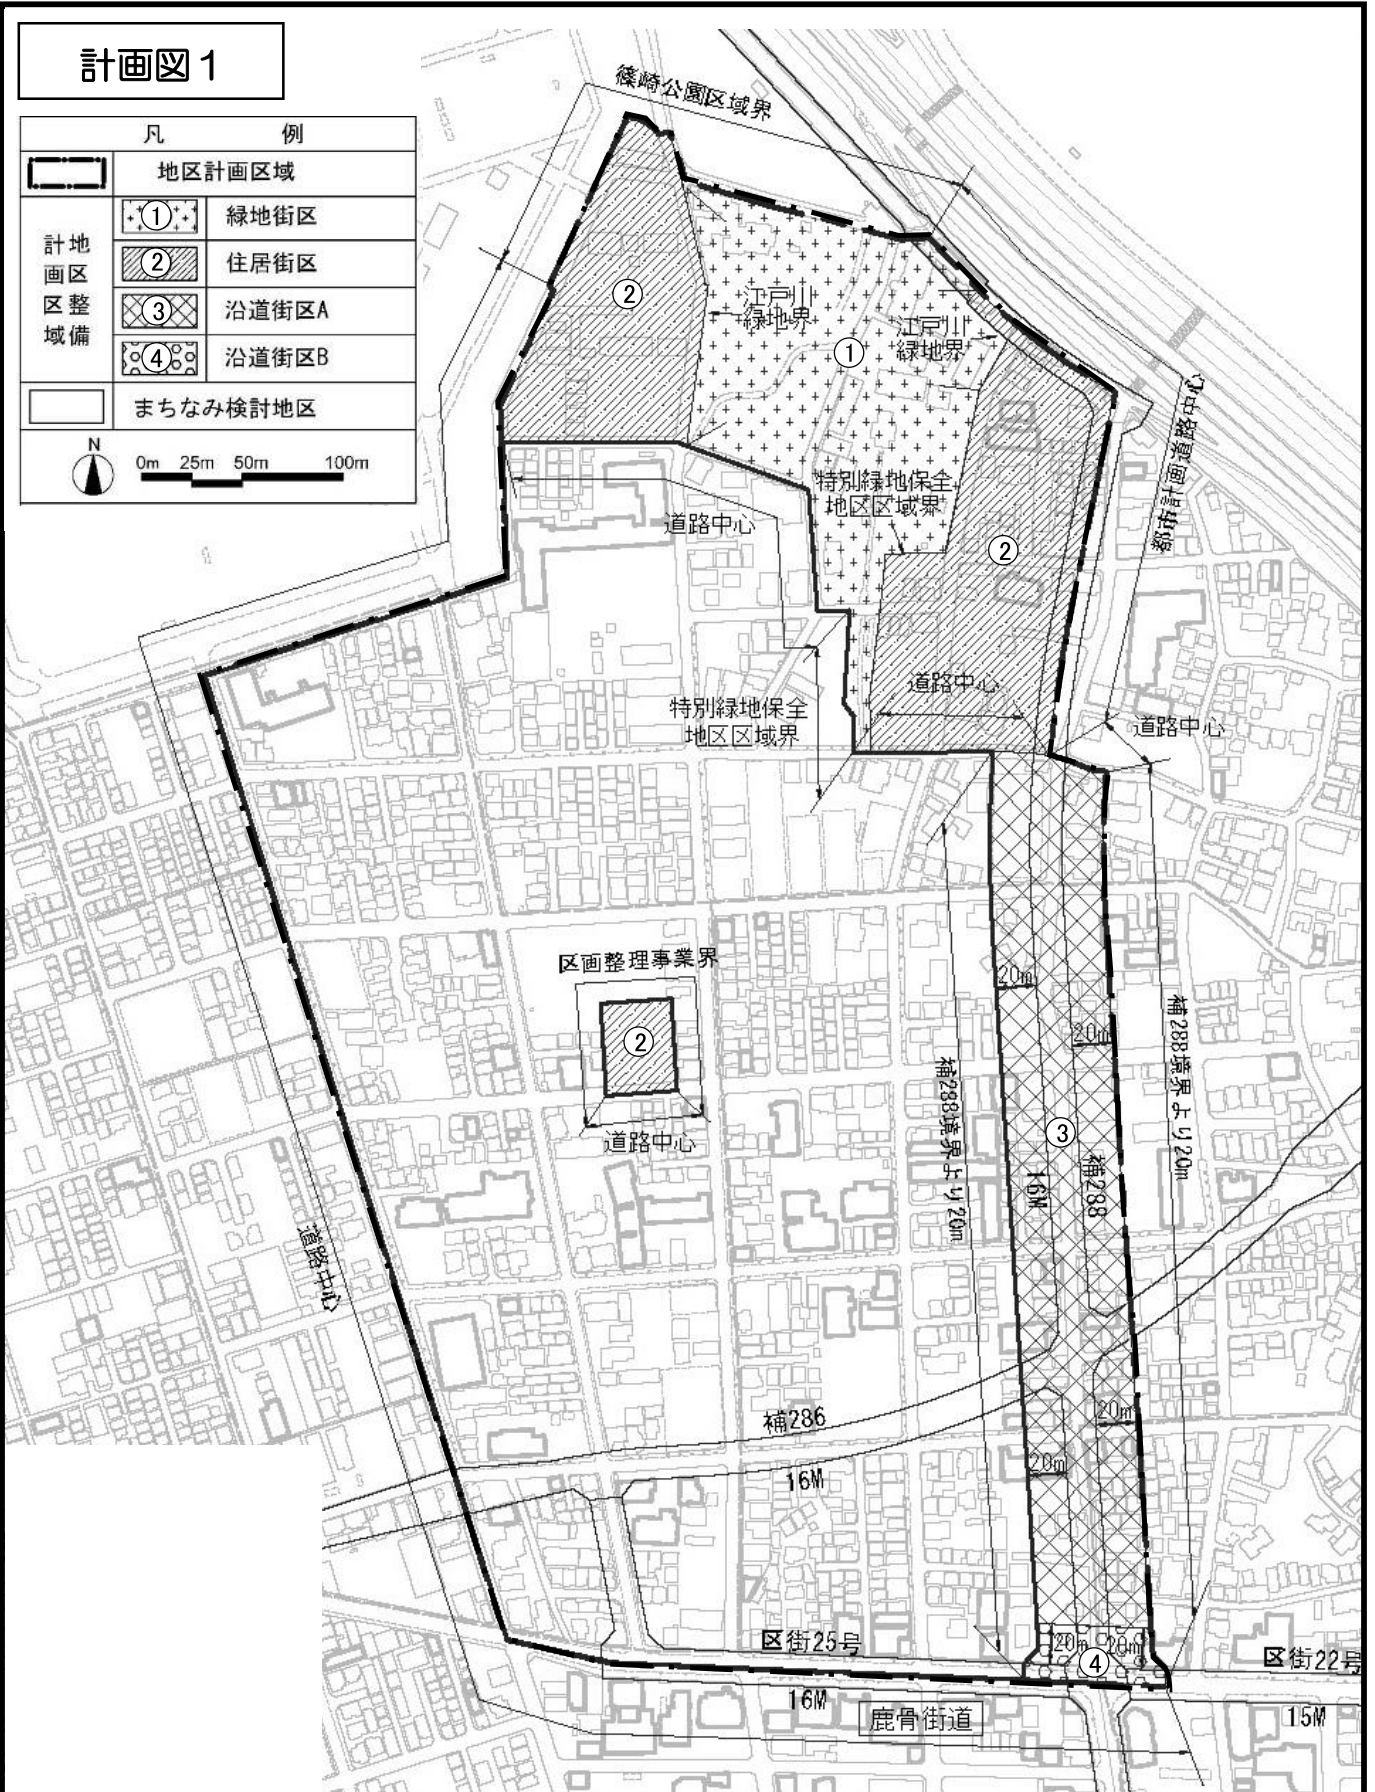 計画図1
凡 例
地区計画区域
計地
画区
区整
域備
① 緑地街区
② 住居街区
③ 沿道街区A
④ 沿道街区B
まちなみ検討地区
N
0m 25m 50m 100m
篠崎公園区域界
②
江戸川
緑地界
江戸川
緑地界
①
都市計画道路中心
特別緑地保全
地区区域界
道路中心
②
道路中心
特別緑地保全
地区区域界
道路中心
区画整理事業界
②
道路中心
20m
20m
補288境界より20m
補288境界より20m
③
16M
補288
道路中心
補286
16M
20m
20m
区街25号
20m 20m
④
区街22号
16M
鹿骨街道
15M